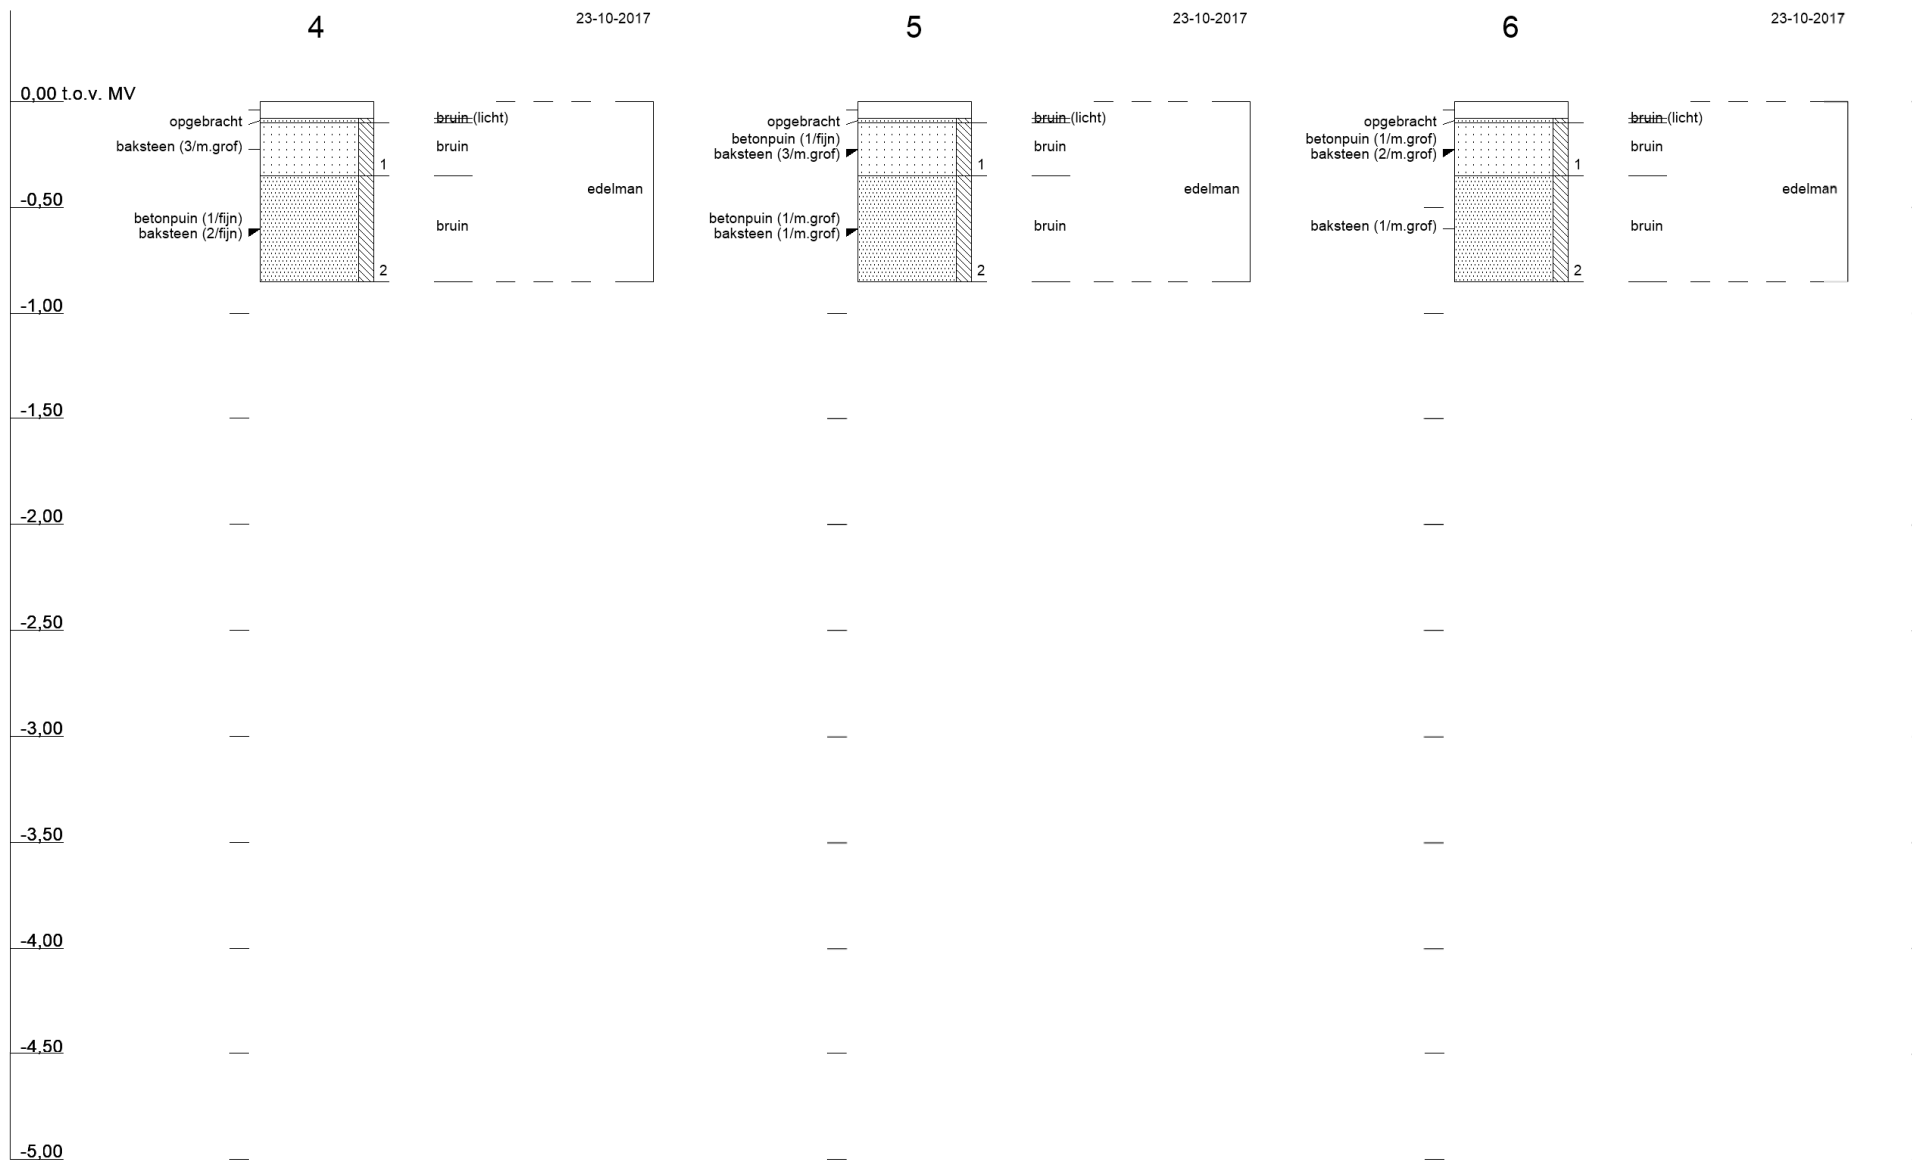 4
23-10-2017
5
23-10-2017
6
23-10-2017
0,00 t.o.v. MV
opgebracht
baksteen (3/m.grof)
1
betonpuin (1/fijn)
baksteen (2/fijn)
2
bruin (licht)
bruin
bruin
edelman
opgebracht
betonpuin (1/fijn)
baksteen (3/m.grof)
1
betonpuin (1/m.grof)
baksteen (1/m.grof)
2
bruin (licht)
bruin
bruin
edelman
opgebracht
betonpuin (1/m.grof)
baksteen (2/m.grof)
1
baksteen (1/m.grof)
2
bruin (licht)
bruin
bruin
edelman
-0,50
-1,00
-1,50
-2,00
-2,50
-3,00
-3,50
-4,00
-4,50
-5,00